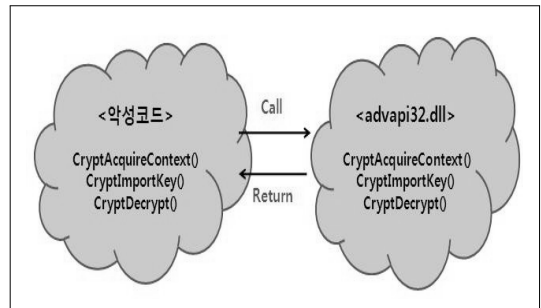 <악성코드>
CryptAcquireContext()
CryptImportKey()
CryptDecrypt()
Call
Return
<advapi32.dll>
CryptAcquireContext()
CryptImportKey()
CryptDecrypt()